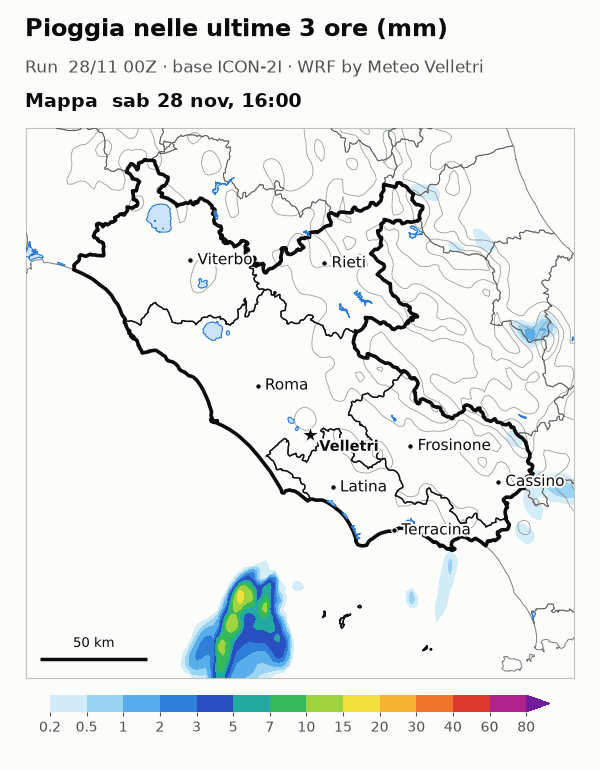 Pioggia nelle ultime 3 ore (mm)
Run  28/11 00Z · base ICON-2I · WRF by Meteo Velletri
Mappa  sab 28 nov, 16:00
Viterbo
Rieti
Roma
Velletri
Frosinone
Latina
Cassino
Terracina
50 km
0.2 0.5 1 2 3 5 7 10 15 20 30 40 60 80